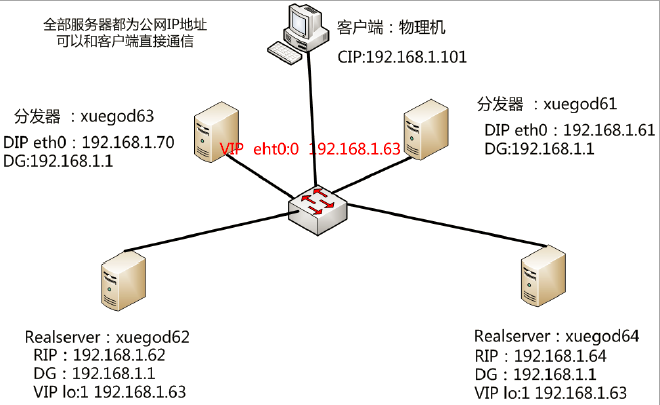 全部服务器都为公网IP地址
可以和客户端直接通信
客户端：物理机
CIP:192.168.1.101
分发器 ：xuegod63
DIP eth0：192.168.1.70
DG:192.168.1.1
VIP eht0:0 192.168.1.63
分发器 ：xuegod61
DIP eth0：192.168.1.61
DG:192.168.1.1
Realserver：xuegod62
RIP：192.168.1.62
DG：192.168.1.1
VIP lo:1 192.168.1.63
Realserver：xuegod64
RIP：192.168.1.64
DG：192.168.1.1
VIP lo:1 192.168.1.63